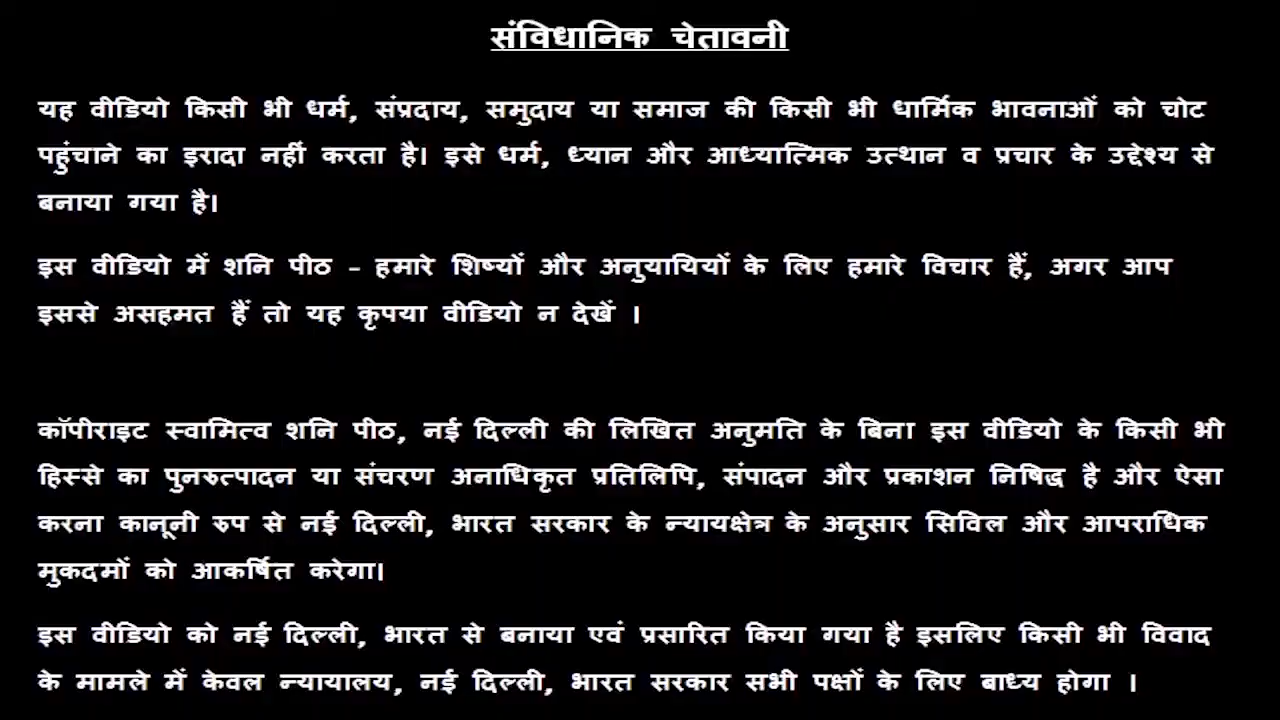 संविधानिक चेतावनी
यह वीडियो किसी भी धर्म, संप्रदाय, समुदाय या समाज की किसी भी धार्मिक भावनाओं को चोट
पहुंचाने का इरादा नहीं करता है। इसे धर्म, ध्यान और आध्यात्मिक उत्थान व प्रचार के उद्देश्य से
बनाया गया है।
इस वीडियो में शनि पीठ – हमारे शिष्यों और अनुयायियों के लिए हमारे विचार हैं, अगर आप
इससे असहमत हैं तो यह कृपया वीडियो न देखें ।
कॉपीराइट स्वामित्व शनि पीठ, नई दिल्ली की लिखित अनुमति के बिना इस वीडियो के किसी भी
हिस्से का पुनरुत्पादन या संचरण अनाधिकृत प्रतिलिपि, संपादन और प्रकाशन निषिद्ध है और ऐसा
करना कानूनी रुप से नई दिल्ली, भारत सरकार के न्यायक्षेत्र के अनुसार सिविल और आपराधिक
मुकदमों को आकर्षित करेगा।
इस वीडियो को नई दिल्ली, भारत से बनाया एवं प्रसारित किया गया है इसलिए किसी भी विवाद
के मामले में केवल न्यायालय, नई दिल्ली, भारत सरकार सभी पक्षों के लिए बाध्य होगा ।